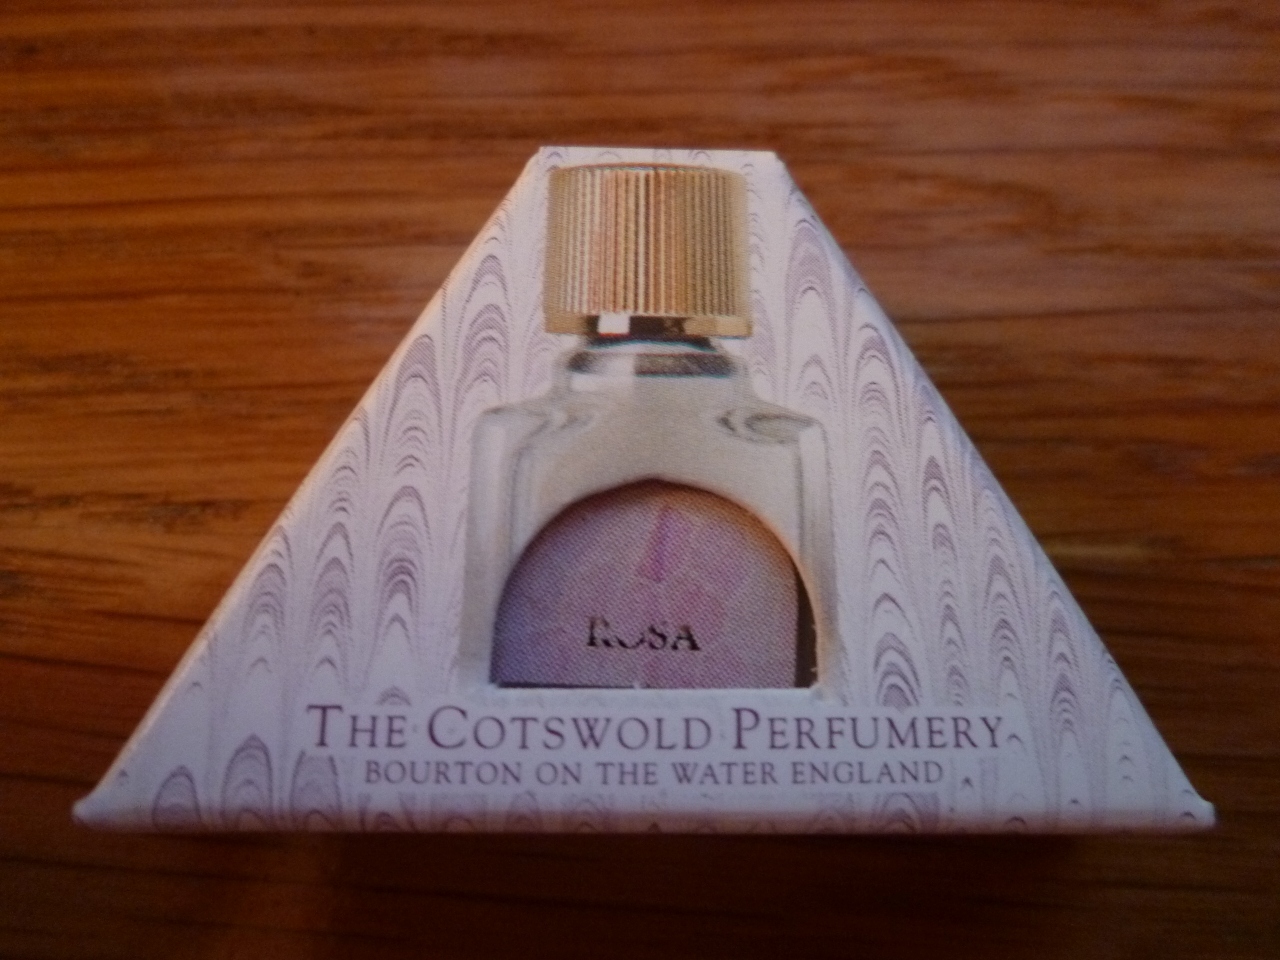 ROSA
THE COTSWOLD PERFUMERY
BOURTON ON THE WATER ENGLAND